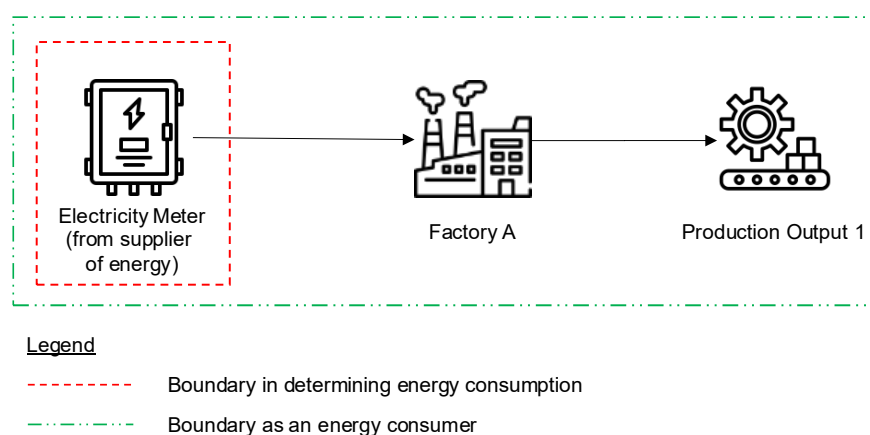 Electricity Meter
(from supplier
of energy)
Factory A
Production Output 1
Legend
Boundary in determining energy consumption
Boundary as an energy consumer